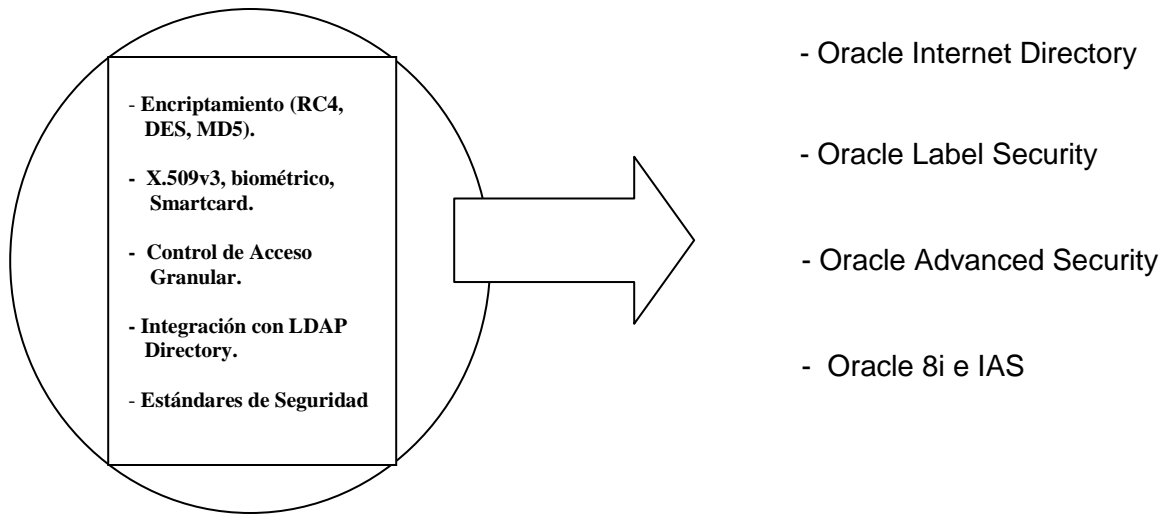 - Encriptamiento (RC4,
DES, MD5).
- X.509v3, biométrico,
Smartcard.
- Control de Acceso
Granular.
- Integración con LDAP
Directory.
- Estándares de Seguridad
- Oracle Internet Directory
- Oracle Label Security
- Oracle Advanced Security
- Oracle 8i e IAS